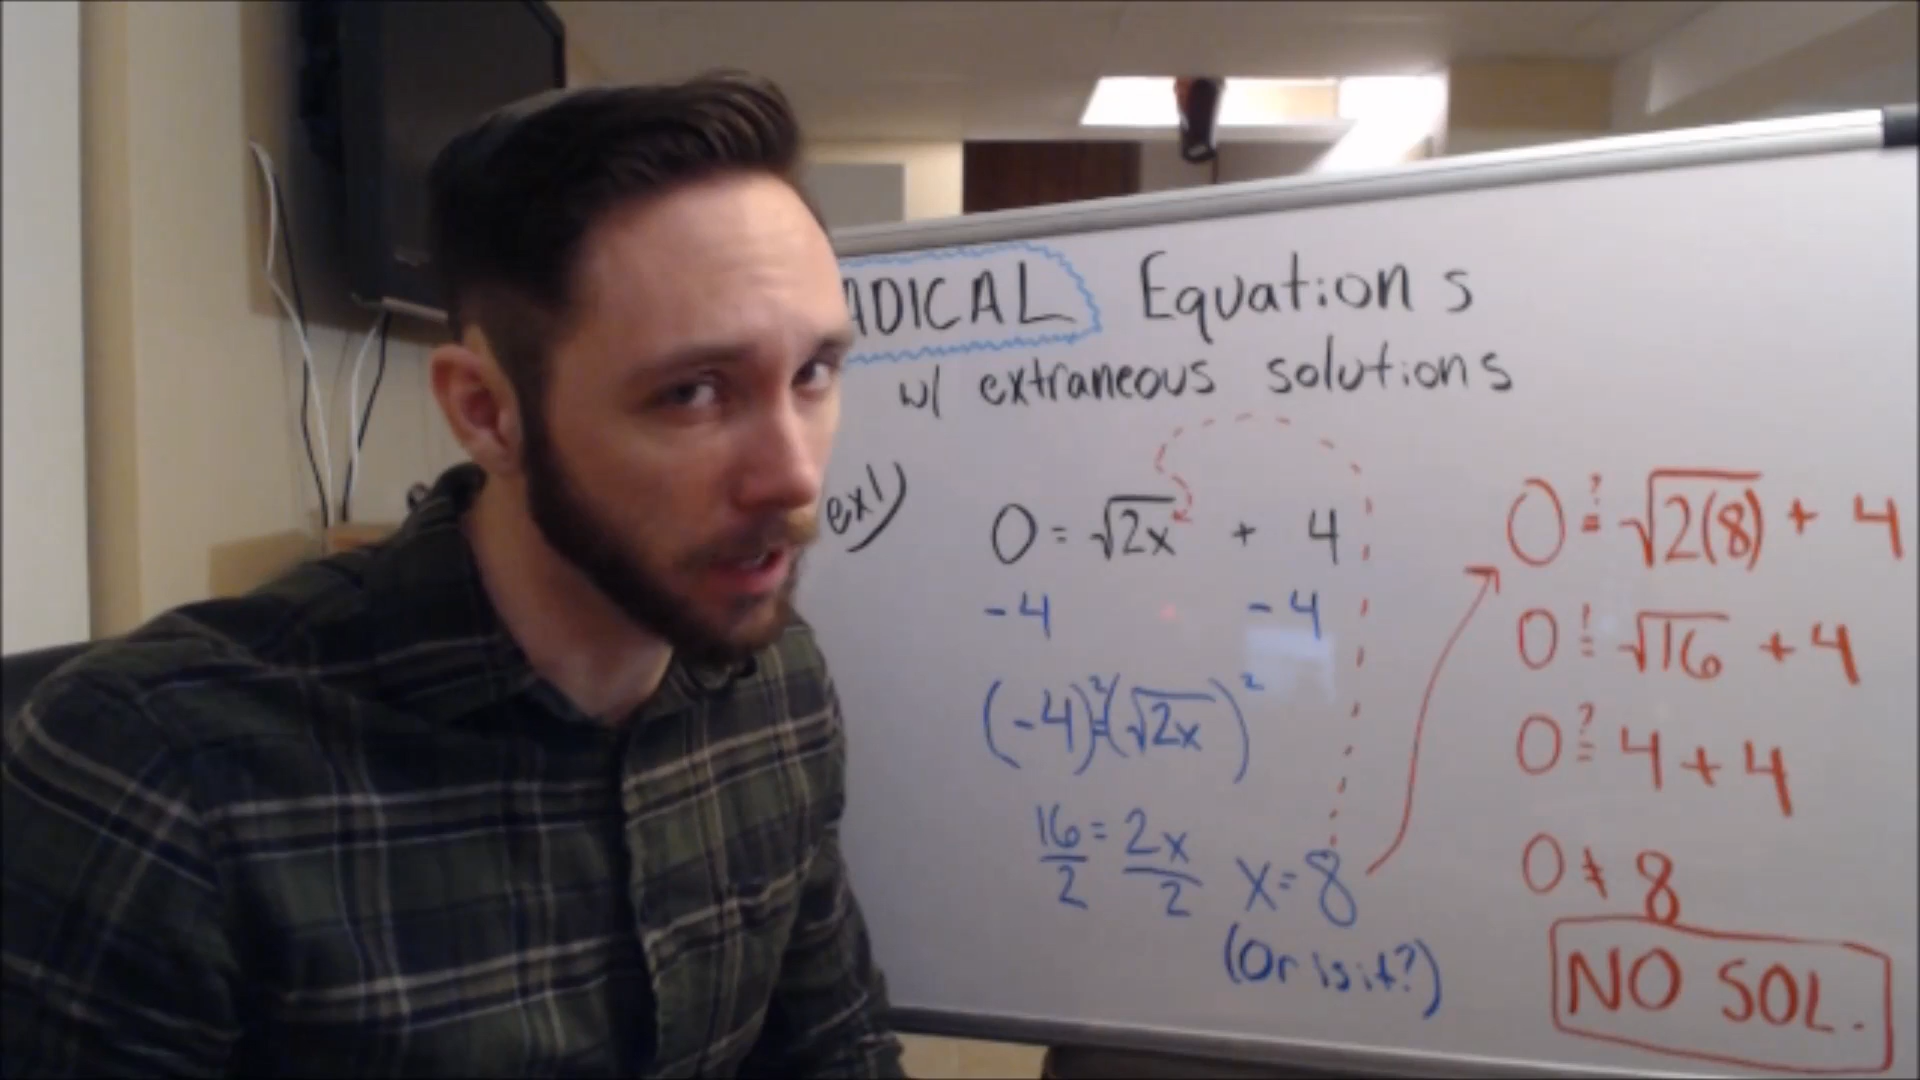 ADICAL Equations
w/ extraneous solutions
ex1)
0 = √2x + 4
-4 -4
(-4)² = (√2x)²
16/2 = 2x/2
x = 8
(Or is it?)
0 ≟ √2(8) + 4
0 ≟ √16 + 4
0 ≟ 4 + 4
0 ≠ 8
NO SOL.